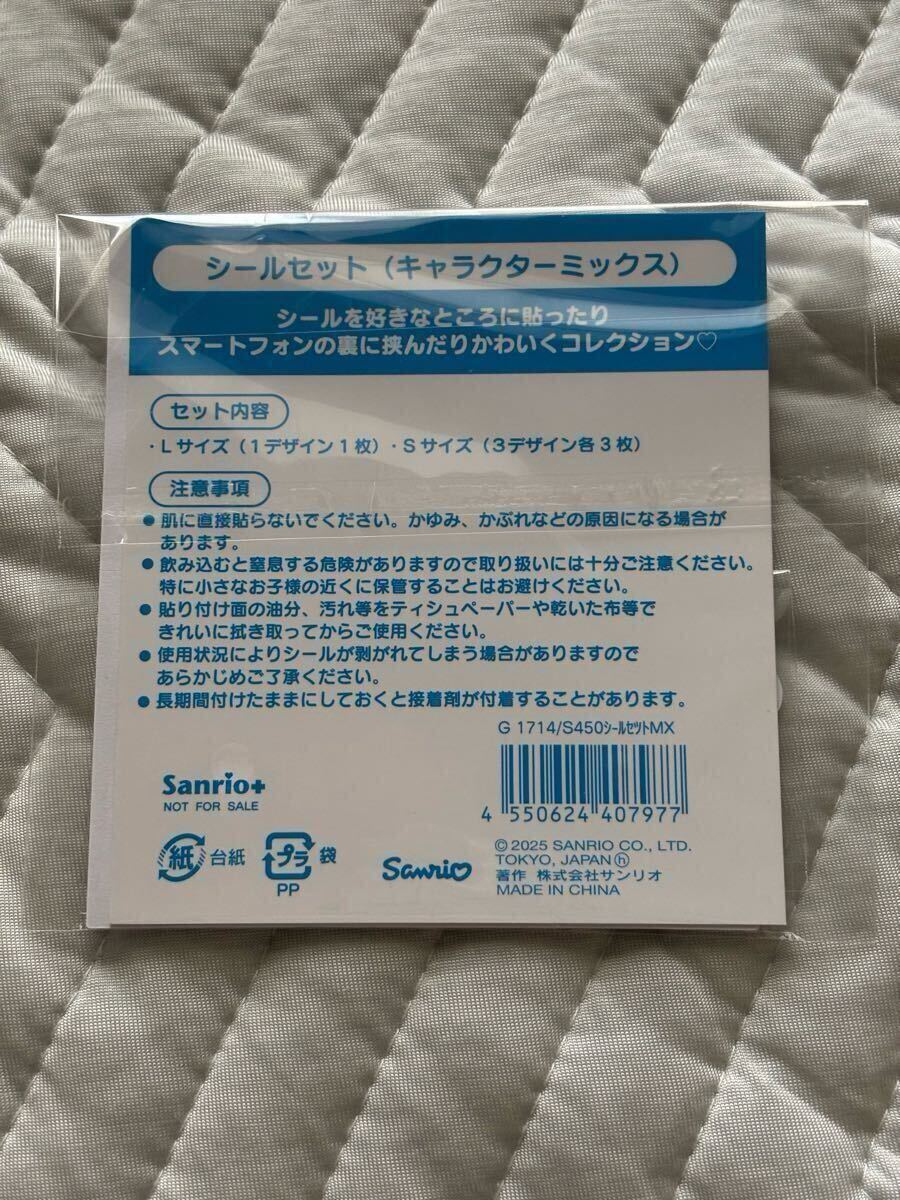 シールセット（キャラクターミックス）
シールを好きなところに貼ったり
スマートフォンの裏に挟んだりかわいくコレクション♡
セット内容
・Lサイズ（1デザイン1枚）・Sサイズ（3デザイン各3枚）
注意事項
●肌に直接貼らないでください。かゆみ、かぶれなどの原因になる場合が
あります。
●飲み込むと窒息する危険がありますので取り扱いには十分ご注意ください。
特に小さなお子様の近くに保管することはお避けください。
●貼り付け面の油分、汚れ等をティシュペーパーや乾いた布等で
きれいに拭き取ってからご使用ください。
●使用状況によりシールが剥がれてしまう場合がありますので
あらかじめご了承ください。
●長期間付けたままにしておくと接着剤が付着することがあります。
G 1714/S450ｼｰﾙｾｯﾄMX
4 550624 407977
Sanrio+
NOT FOR SALE
紙 台紙
プラ 袋
PP
Sanrio
© 2025 SANRIO CO., LTD.
TOKYO, JAPAN ⓗ
著作 株式会社サンリオ
MADE IN CHINA